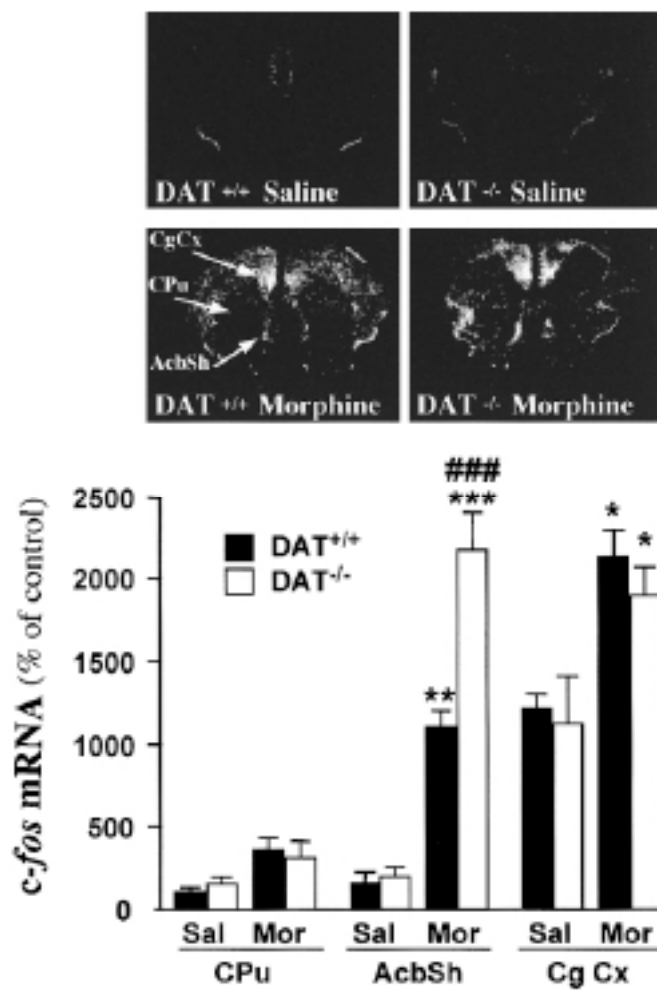 DAT +/+ Saline
DAT -/- Saline
CgCx
CPu
AcbSh
DAT +/+ Morphine
DAT -/- Morphine
###
***
*
*
**
2500
2000
1500
1000
500
0
c-fos mRNA (% of control)
DAT+/+
DAT-/-
Sal Mor Sal Mor Sal Mor
CPu AcbSh Cg Cx